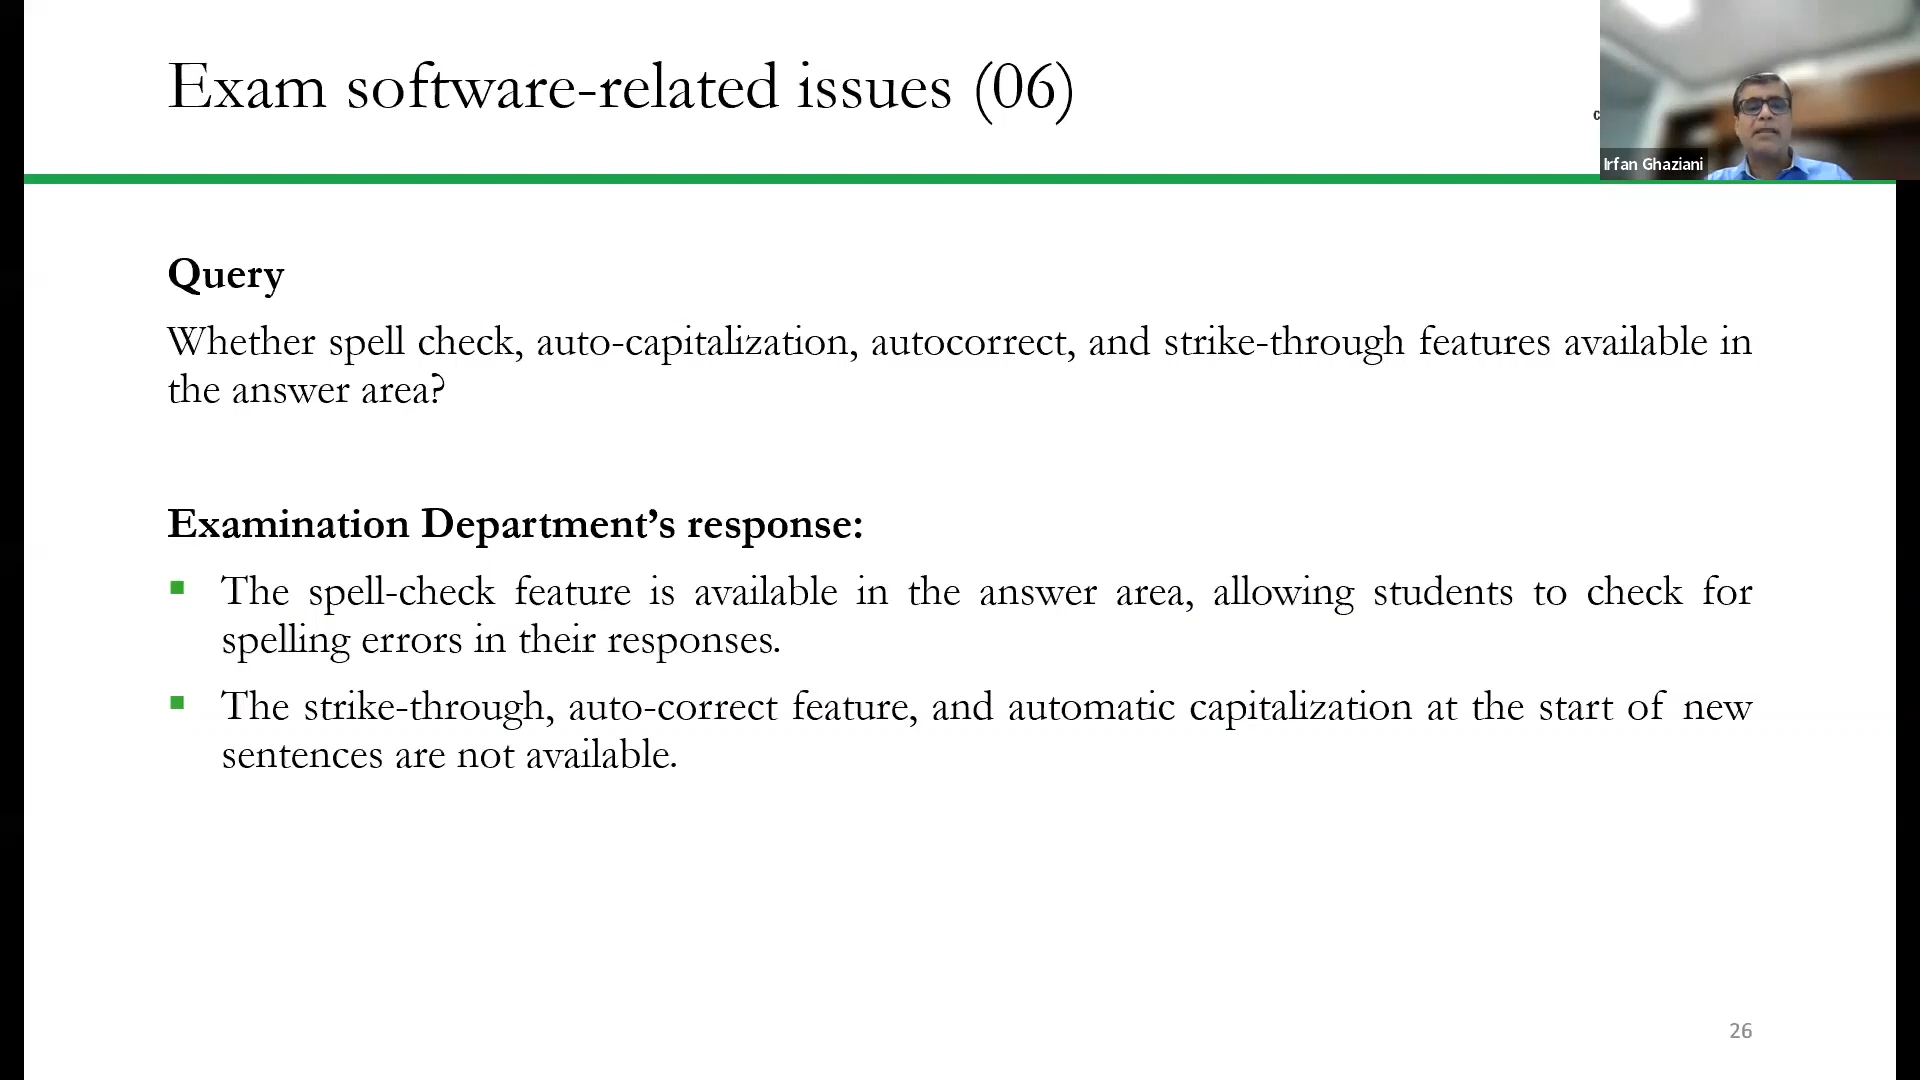 Exam software-related issues (06)
Irfan Ghaziani
Query
Whether spell check, auto-capitalization, autocorrect, and strike-through features available in
the answer area?
Examination Department’s response:
The spell-check feature is available in the answer area, allowing students to check for
spelling errors in their responses.
The strike-through, auto-correct feature, and automatic capitalization at the start of new
sentences are not available.
26